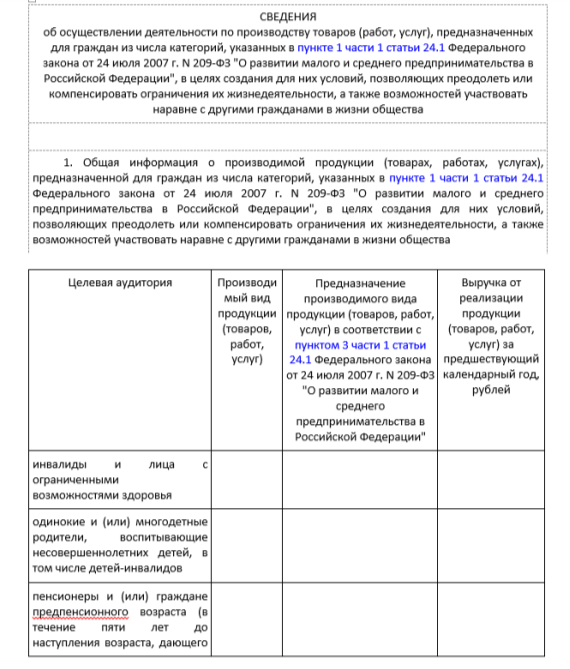 СВЕДЕНИЯ
об осуществлении деятельности по производству товаров (работ, услуг), предназначенных
для граждан из числа категорий, указанных в пункте 1 части 1 статьи 24.1 Федерального
закона от 24 июля 2007 г. N 209-ФЗ "О развитии малого и среднего предпринимательства в
Российской Федерации", в целях создания для них условий, позволяющих преодолеть или
компенсировать ограничения их жизнедеятельности, а также возможностей участвовать
наравне с другими гражданами в жизни общества
1. Общая информация о производимой продукции (товарах, работах, услугах),
предназначенной для граждан из числа категорий, указанных в пункте 1 части 1 статьи 24.1
Федерального закона от 24 июля 2007 г. N 209-ФЗ "О развитии малого и среднего
предпринимательства в Российской Федерации", в целях создания для них условий,
позволяющих преодолеть или компенсировать ограничения их жизнедеятельности, а также
возможностей участвовать наравне с другими гражданами в жизни общества
Целевая аудитория
Производи
мый вид
продукции
(товаров,
работ,
услуг)
Предназначение
производимого вида
продукции (товаров, работ,
услуг) в соответствии с
пунктом 3 части 1 статьи
24.1 Федерального закона
от 24 июля 2007 г. N 209-ФЗ
"О развитии малого и
среднего
предпринимательства в
Российской Федерации"
Выручка от
реализации
продукции
(товаров, работ,
услуг) за
предшествующий
календарный год,
рублей
инвалиды и лица с
ограниченными
возможностями здоровья
одинокие и (или) многодетные
родители, воспитывающие
несовершеннолетних детей, в
том числе детей-инвалидов
пенсионеры и (или) граждане
предпенсионного возраста (в
течение пяти лет до
наступления возраста, дающего